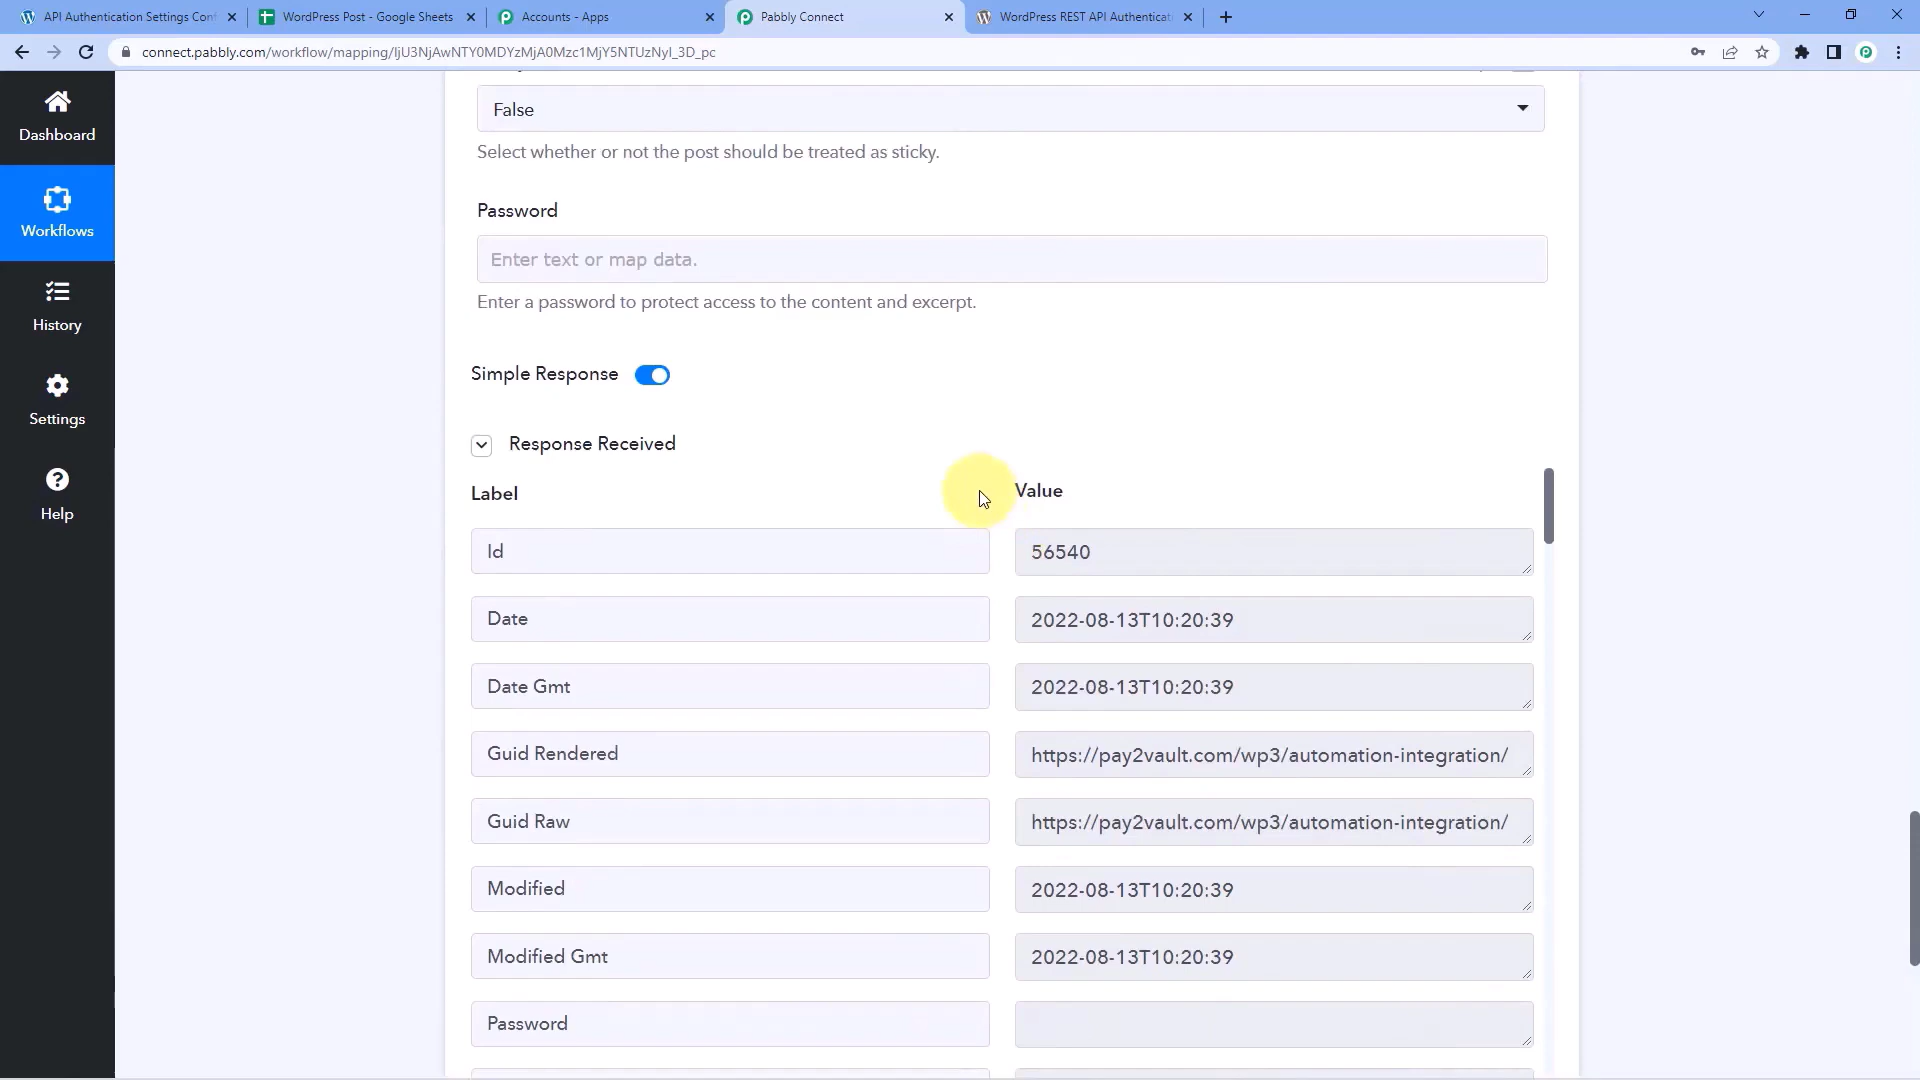 API Authentication Settings Conf
WordPress Post - Google Sheets
Accounts - Apps
Pabbly Connect
WordPress REST API Authenticati
connect.pabbly.com/workflow/mapping/IjU3NjAwNTY0MDYzMjA0Mzc1MjY5NTUzNyI_3D_pc
Dashboard
Workflows
History
Settings
Help
False
Select whether or not the post should be treated as sticky.
Password
Enter text or map data.
Enter a password to protect access to the content and excerpt.
Simple Response
Response Received
Label
Value
Id
56540
Date
2022-08-13T10:20:39
Date Gmt
2022-08-13T10:20:39
Guid Rendered
https://pay2vault.com/wp3/automation-integration/
Guid Raw
https://pay2vault.com/wp3/automation-integration/
Modified
2022-08-13T10:20:39
Modified Gmt
2022-08-13T10:20:39
Password